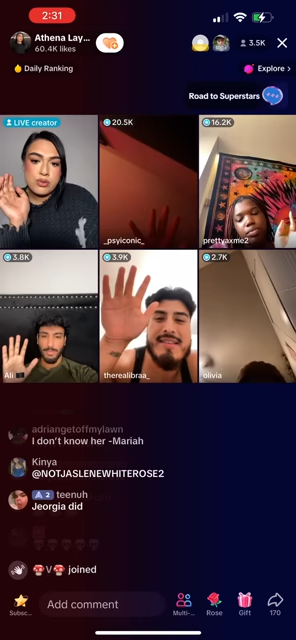 2:31
Athena Lay...
60.4K likes
3.5K
Daily Ranking
Explore >
Road to Superstars
LIVE creator
20.5K
16.2K
_psyiconic_
prettyaxme2
3.8K
3.9K
2.7K
Ali
therealibraa_
olivia
adriangetoffmylawn
I don't know her -Mariah
Kinya
@NOTJASLENEWHITEROSE2
2 teenuh
Jeorgia did
V joined
Add comment
Subsc...
Multi-...
Rose
Gift
170